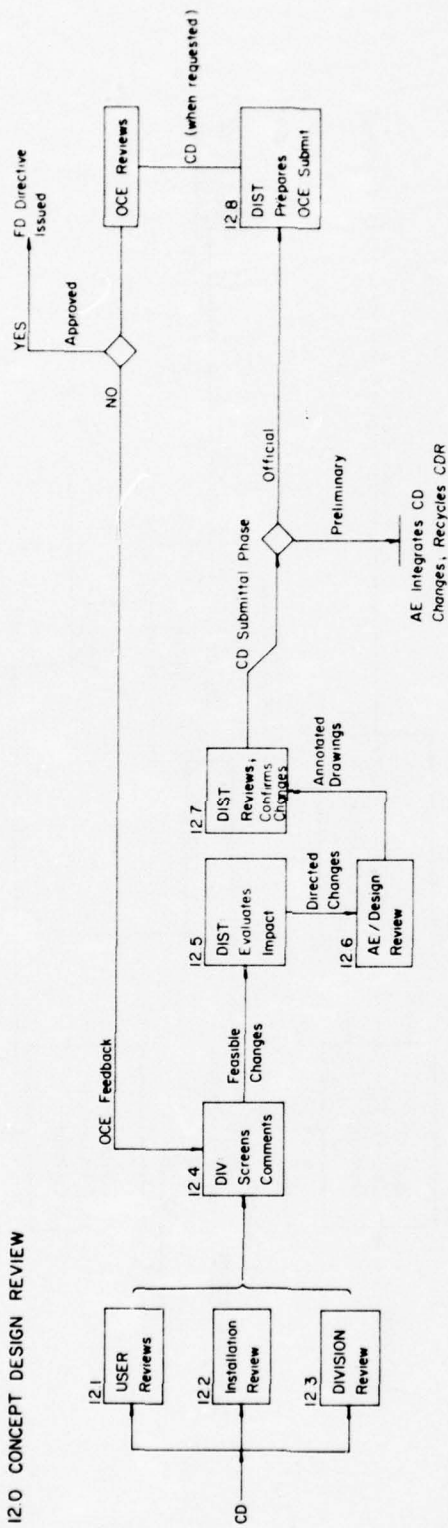 12.0 CONCEPT DESIGN REVIEW
CD
12.1
USER
Reviews
12.2
Installation
Review
12.3
DIVISION
Review
OCE Feedback
12.4
DIV
Screens
Comments
Feasible
Changes
12.5
DIST
Evaluates
Impact
Directed
Changes
12.6
AE/Design
Review
Annotated
Drawings
12.7
DIST
Reviews,
Confirms
Changes
CD Submittal Phase
Official
Preliminary
AE Integrates CD
Changes, Recycles CDR
12.8
DIST
Prepares
OCE Submit
CD (when requested)
OCE Reviews
NO
YES
Approved
FD Directive
Issued